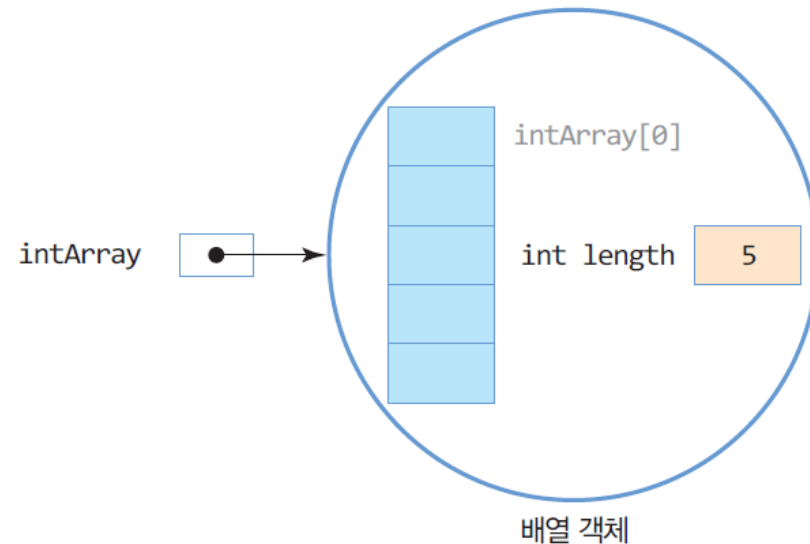 intArray[0]
intArray
int length
5
배열 객체